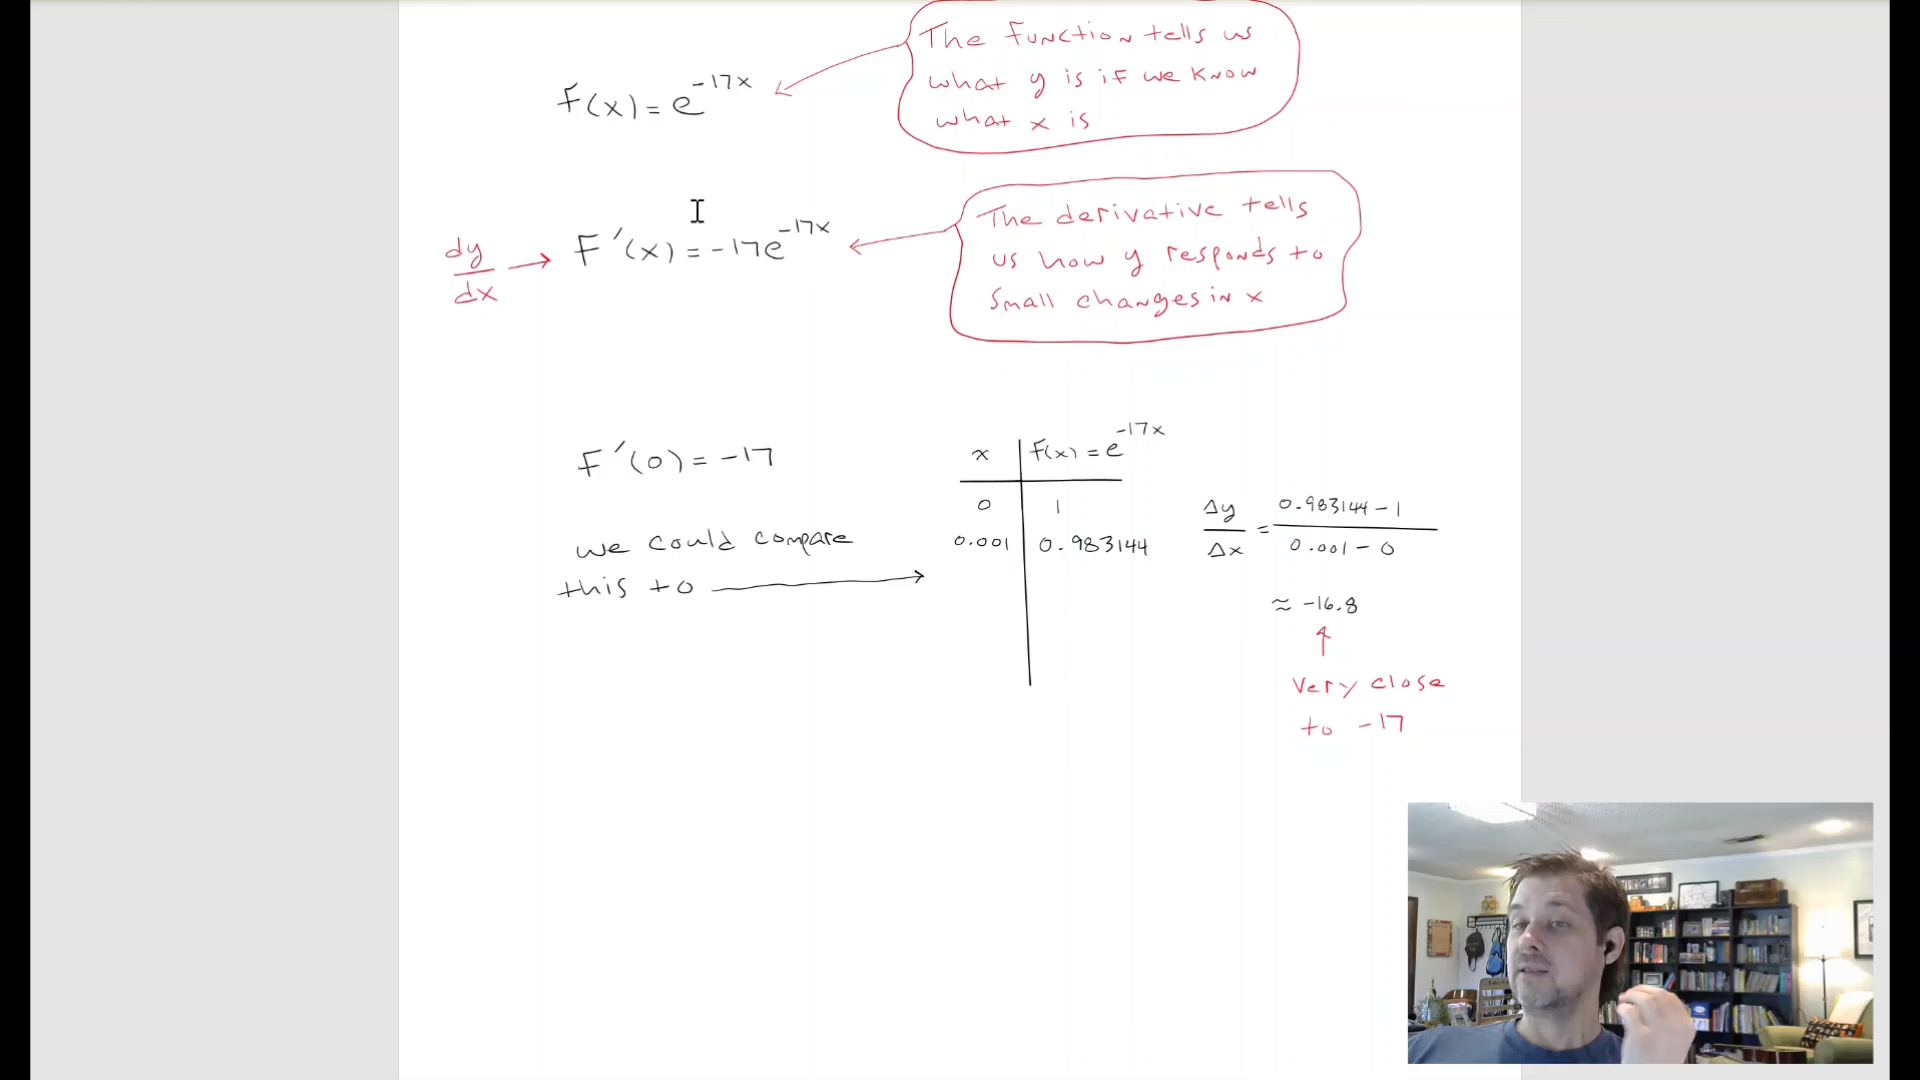 The function tells us
what y is if we know
what x is
f(x) = e^{-17x}
The derivative tells
us how y responds to
small changes in x
dy/dx → f'(x) = -17e^{-17x}
f'(0) = -17
we could compare
this to
x | f(x) = e^{-17x}
0 | 1
0.001 | 0.983144
Δy/Δx = (0.983144 - 1)/(0.001 - 0)
≈ -16.8
very close
to -17